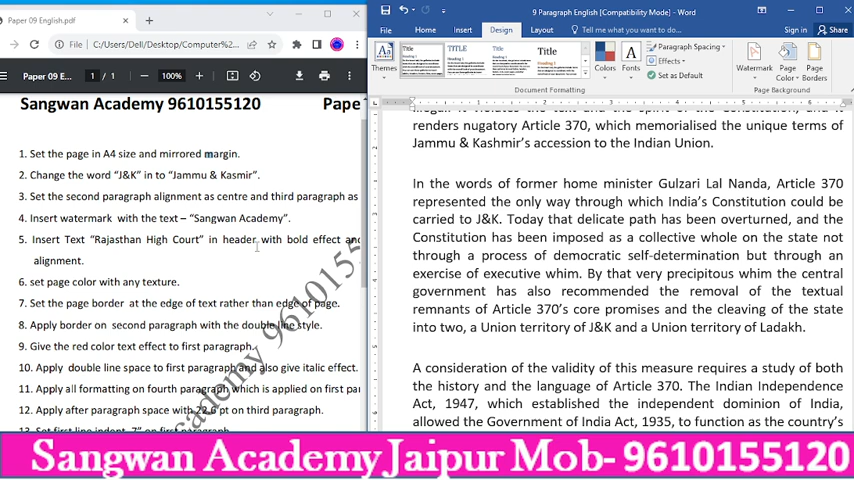 Paper 09 English.pdf
File C:/Users/Dell/Desktop/Computer%2...
Paper 09 E... 1 / 1 100%
Sangwan Academy 9610155120 Pape
1. Set the page in A4 size and mirrored margin.
2. Change the word “J&K” in to “Jammu & Kasmir”.
3. Set the second paragraph alignment as centre and third paragraph as
4. Insert watermark with the text – “Sangwan Academy”.
5. Insert Text “Rajasthan High Court” in header with bold effect and
alignment.
6. set page color with any texture.
7. Set the page border at the edge of text rather than edge of page.
8. Apply border on second paragraph with the double line style.
9. Give the red color text effect to first paragraph.
10. Apply double line space to first paragraph and also give italic effect.
11. Apply all formatting on fourth paragraph which is applied on first par
12. Apply after paragraph space with 22.6 pt on third paragraph.
13. Set first line indent .7” on first paragraph.
ademy 9610155
9 Paragraph English [Compatibility Mode] - Word
Sign in Share
File Home Insert Design Layout Tell me what you want to do...
Themes
Title TITLE Title Title
Colors Fonts
Paragraph Spacing
Effects
Set as Default
Watermark Page Color Page Borders
Document Formatting Page Background
renders nugatory Article 370, which memorialised the unique terms of
Jammu & Kashmir’s accession to the Indian Union.
In the words of former home minister Gulzari Lal Nanda, Article 370
represented the only way through which India’s Constitution could be
carried to J&K. Today that delicate path has been overturned, and the
Constitution has been imposed as a collective whole on the state not
through a process of democratic self-determination but through an
exercise of executive whim. By that very precipitous whim the central
government has also recommended the removal of the textual
remnants of Article 370’s core promises and the cleaving of the state
into two, a Union territory of J&K and a Union territory of Ladakh.
A consideration of the validity of this measure requires a study of both
the history and the language of Article 370. The Indian Independence
Act, 1947, which established the independent dominion of India,
allowed the Government of India Act, 1935, to function as the country’s
Sangwan Academy Jaipur Mob- 9610155120